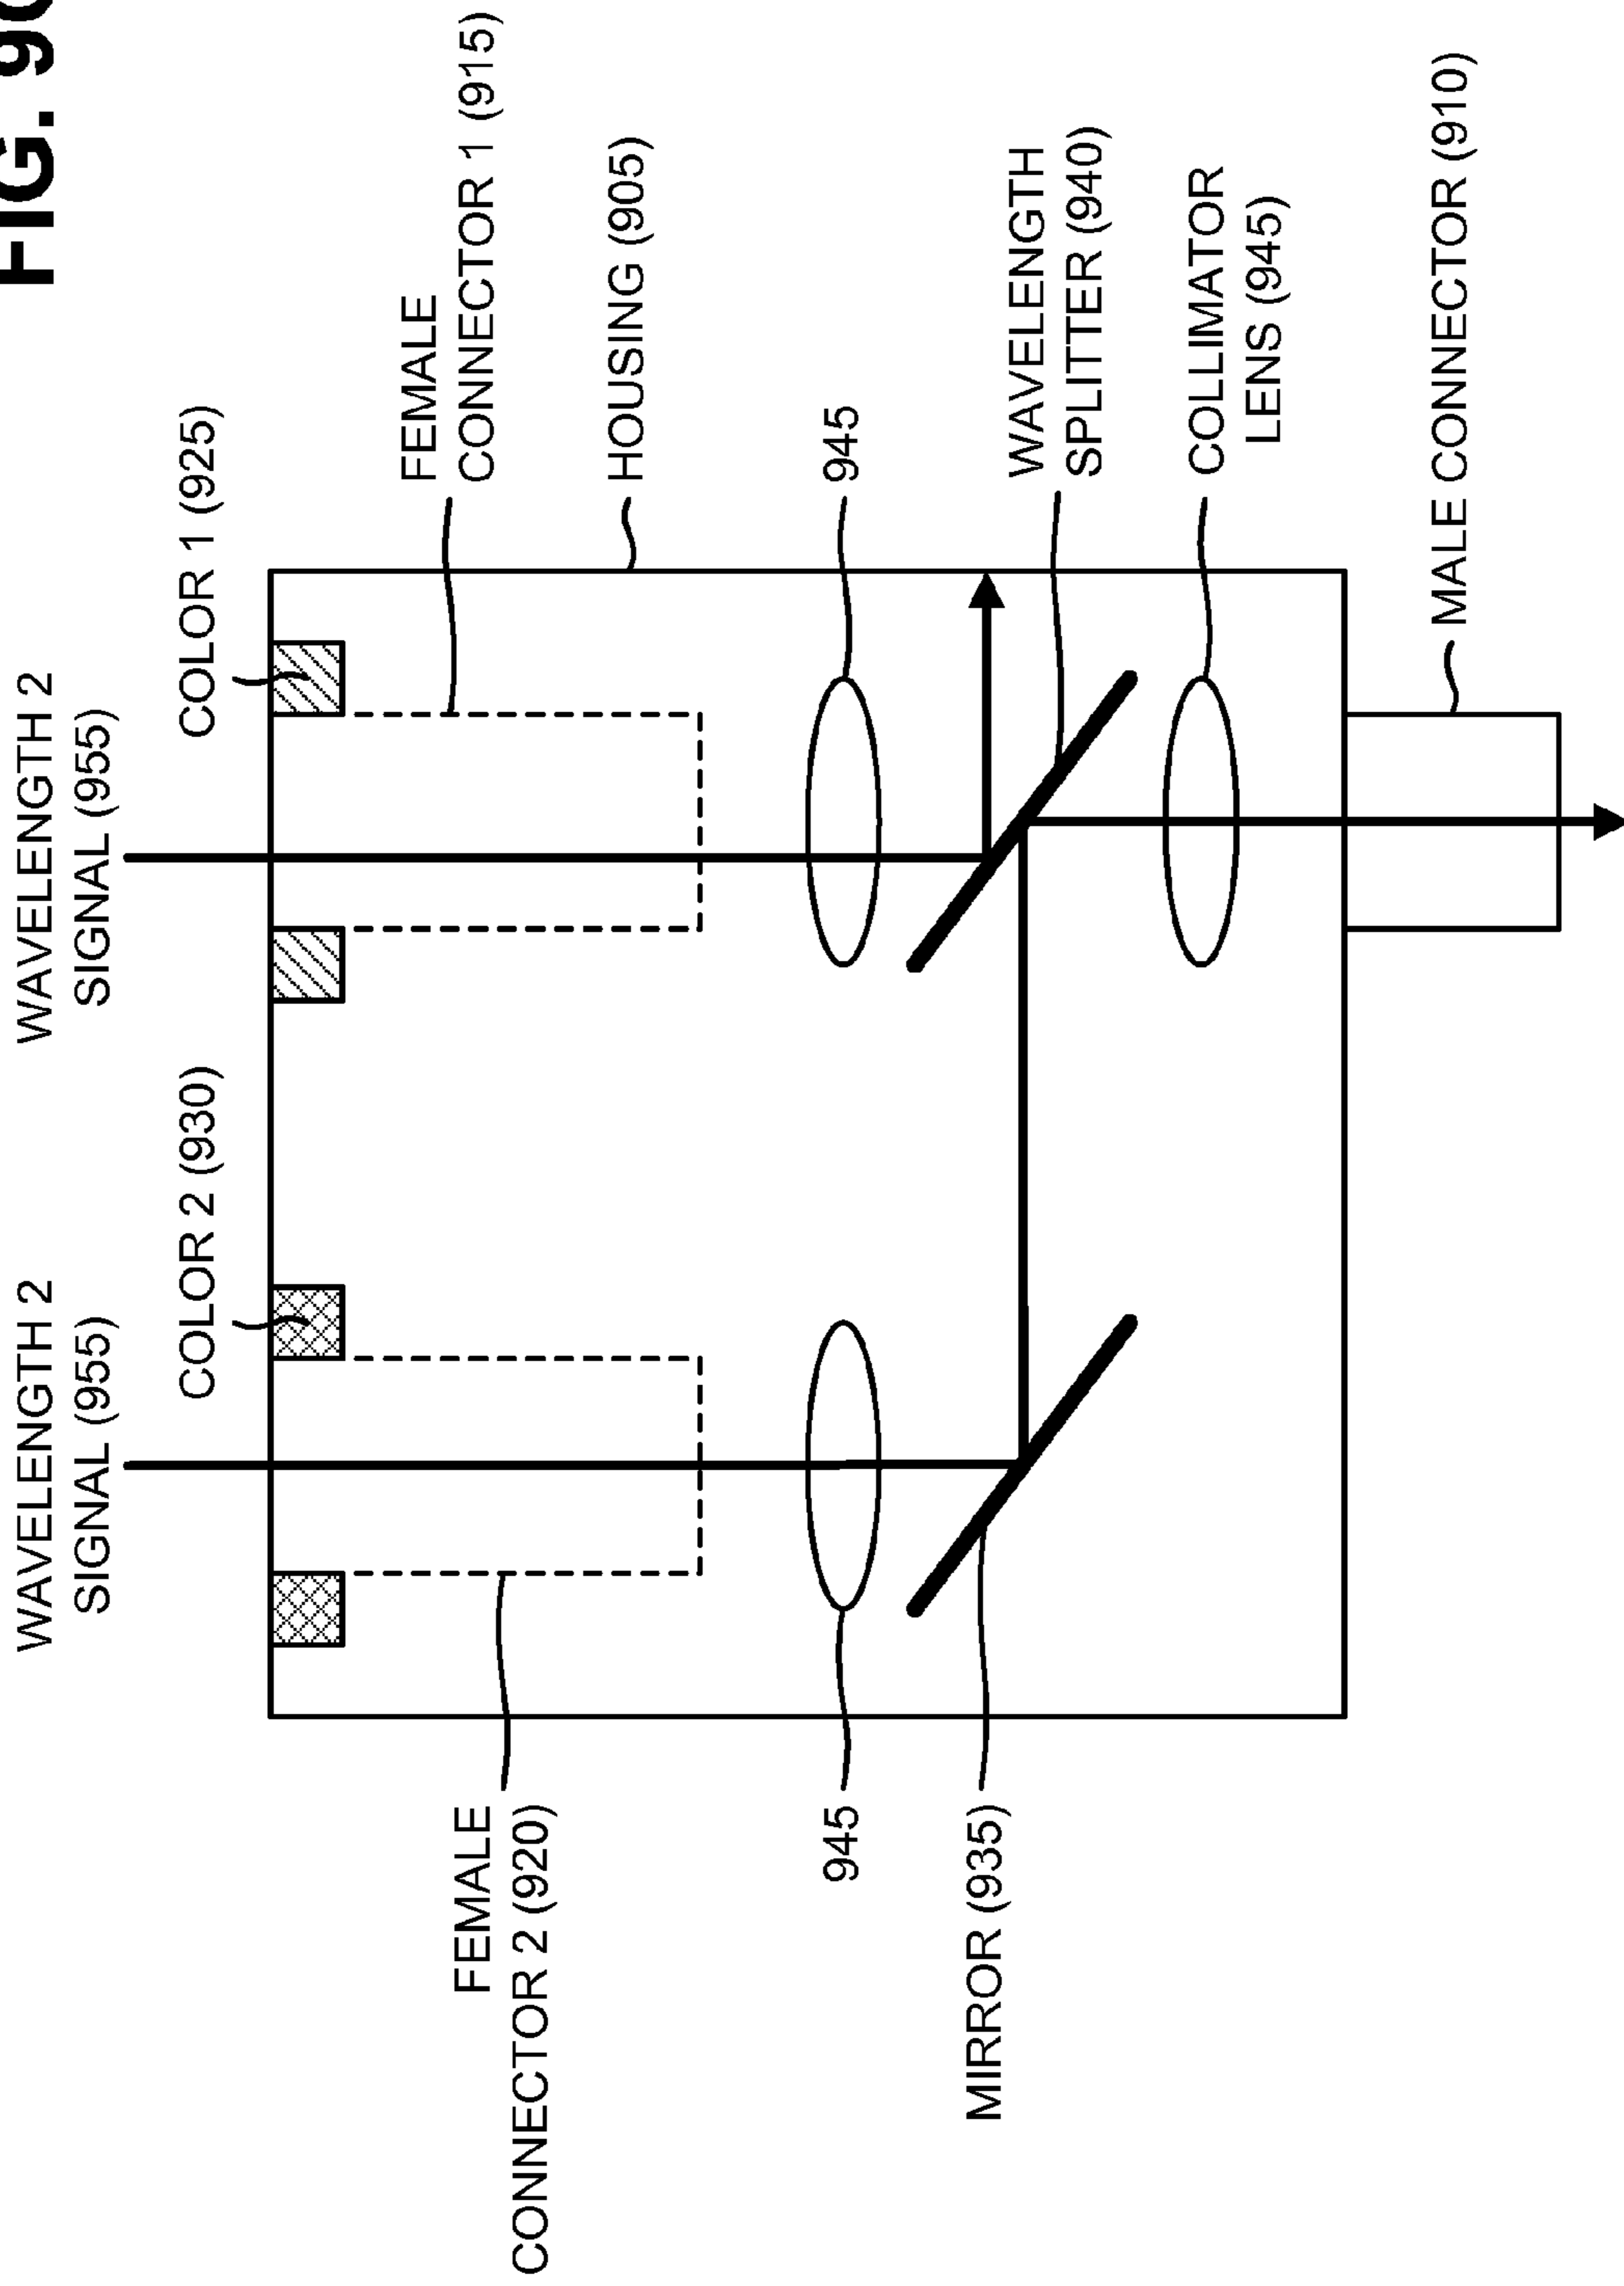 FIG. 9C
WAVELENGTH 2
SIGNAL (955)
WAVELENGTH 2
SIGNAL (955)
COLOR 2 (930)
COLOR 1 (925)
FEMALE
CONNECTOR 1 (915)
FEMALE
CONNECTOR 2 (920)
HOUSING (905)
945
945
MIRROR (935)
WAVELENGTH
SPLITTER (940)
COLLIMATOR
LENS (945)
MALE CONNECTOR (910)